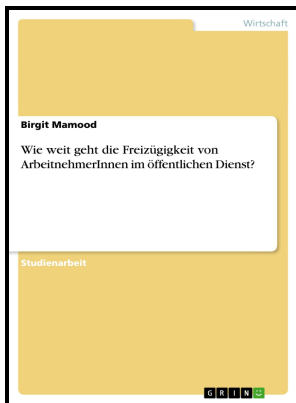 Wirtschaft
Birgit Mamood
Wie weit geht die Freizügigkeit von
ArbeitnehmerInnen im öffentlichen Dienst?
Studienarbeit
GRIN